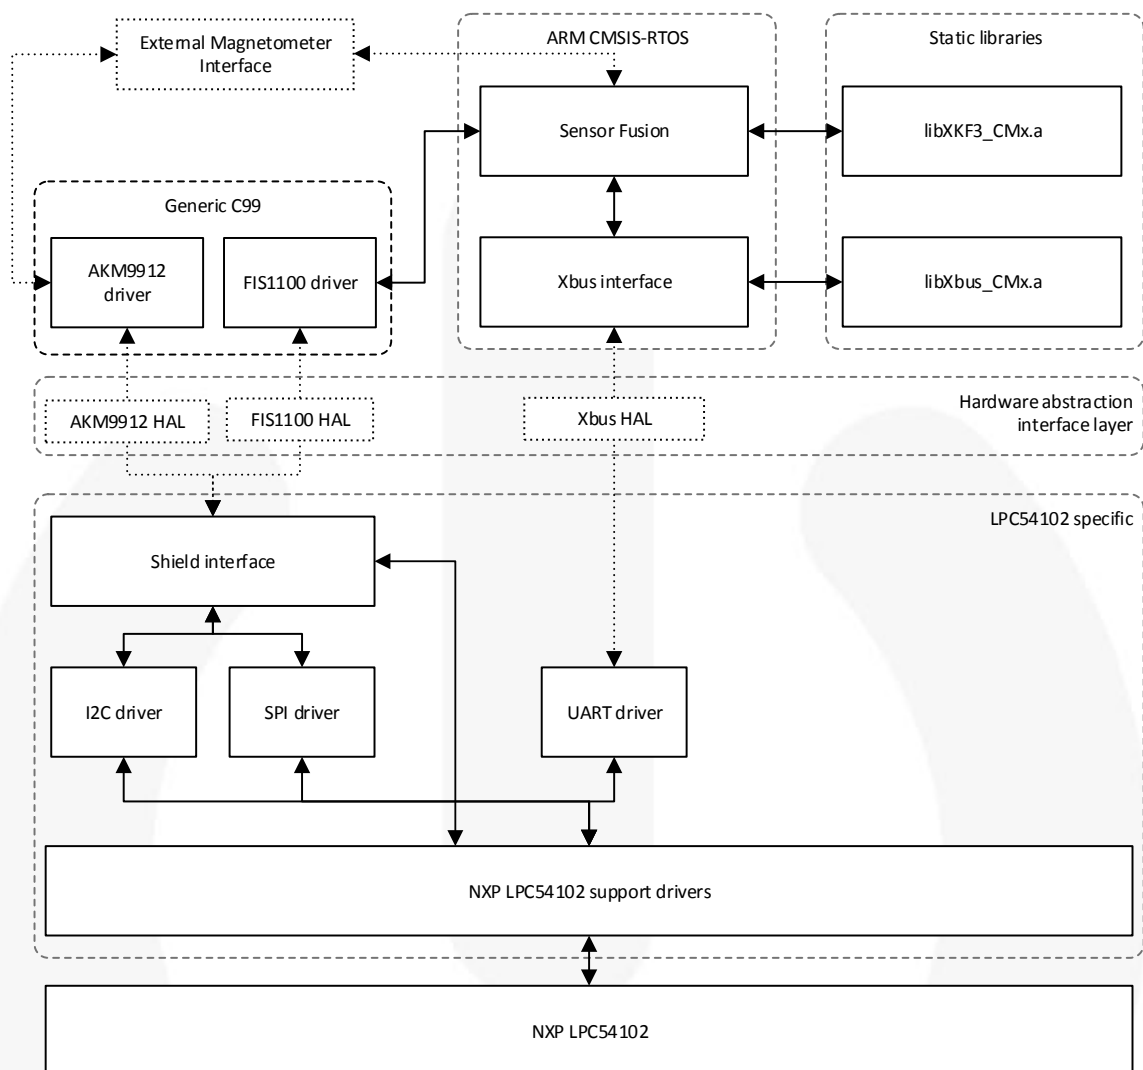 External Magnetometer
Interface
ARM CMSIS-RTOS
Static libraries
Sensor Fusion
libXKF3_CMx.a
Generic C99
AKM9912
driver
FIS1100 driver
Xbus interface
libXbus_CMx.a
AKM9912 HAL
FIS1100 HAL
Xbus HAL
Hardware abstraction
interface layer
LPC54102 specific
Shield interface
I2C driver
SPI driver
UART driver
NXP LPC54102 support drivers
NXP LPC54102